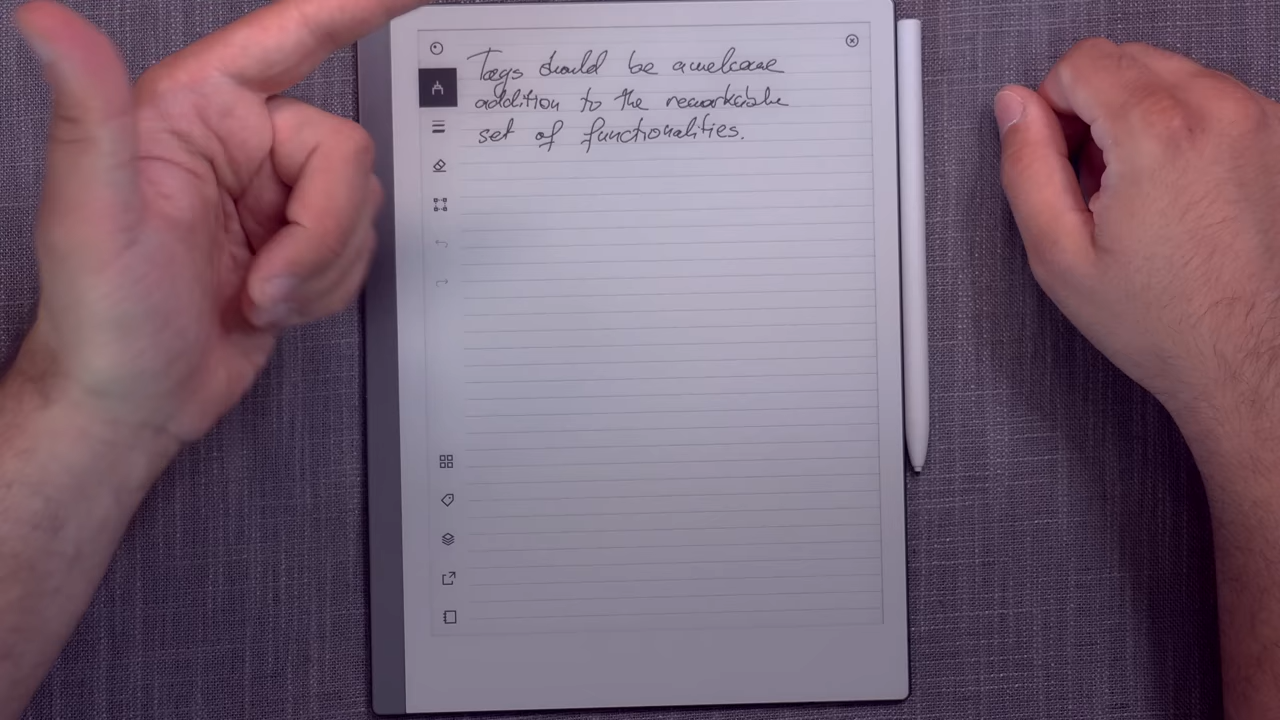 Tags should be a welcome
addition to the remarkable
set of functionalities.